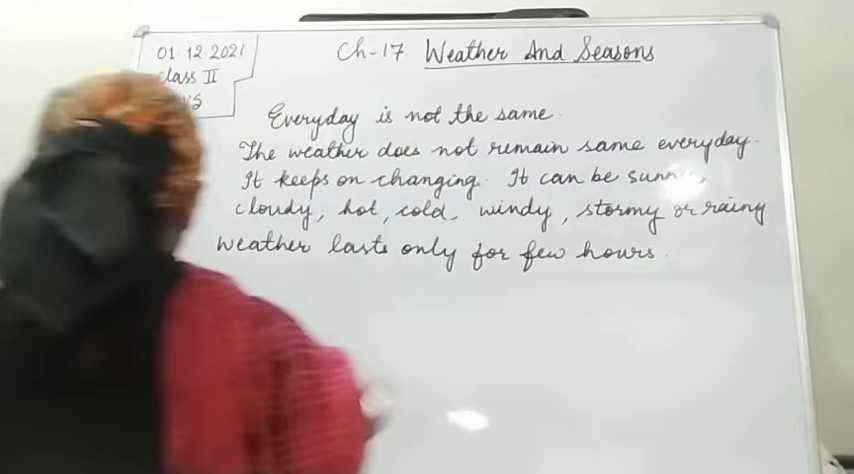 01.12.2021
class II
Ch-17 Weather And Seasons
Everyday is not the same.
The weather does not remain same everyday.
It keeps on changing. It can be
cloudy, hot, cold, windy, stormy or rainy
weather lasts only for few hours.